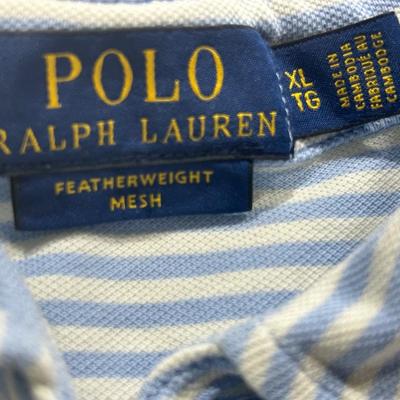 POLO
RALPH LAUREN
FEATHERWEIGHT
MESH
XL
TG
MADE IN
CAMBODIA
FABRIQUÉ AU
CAMBODGE